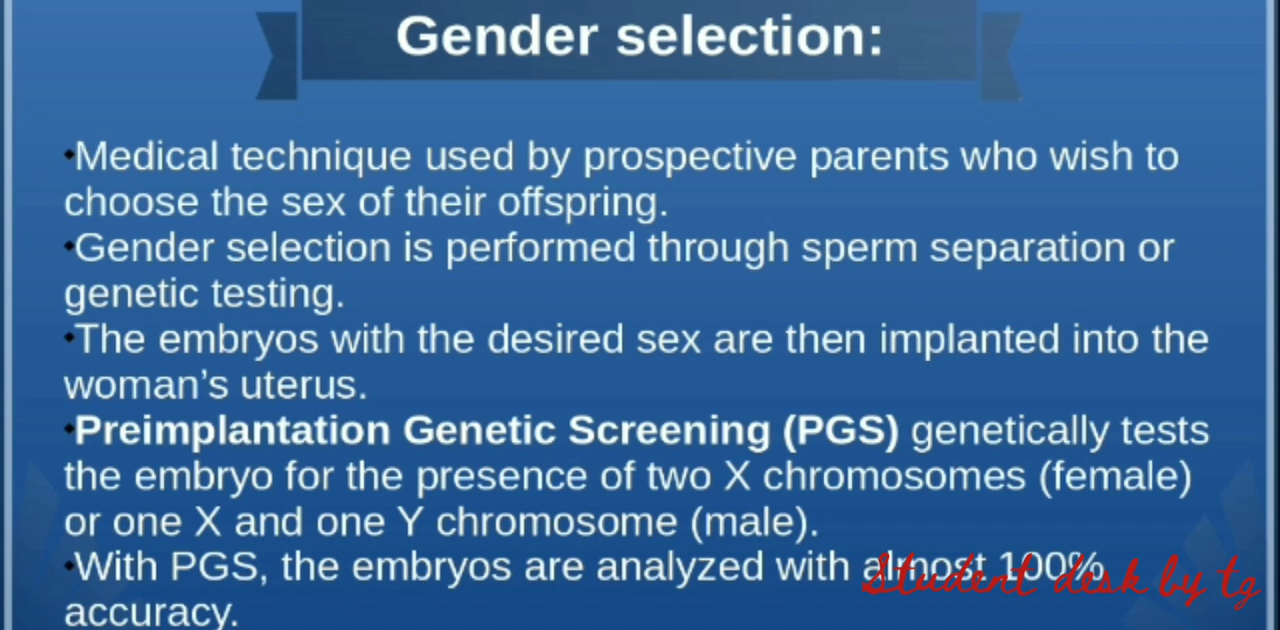 Gender selection:
•Medical technique used by prospective parents who wish to
choose the sex of their offspring.
•Gender selection is performed through sperm separation or
genetic testing.
•The embryos with the desired sex are then implanted into the
woman’s uterus.
•Preimplantation Genetic Screening (PGS) genetically tests
the embryo for the presence of two X chromosomes (female)
or one X and one Y chromosome (male).
•With PGS, the embryos are analyzed with almost 100%
accuracy.
Student desk by tg